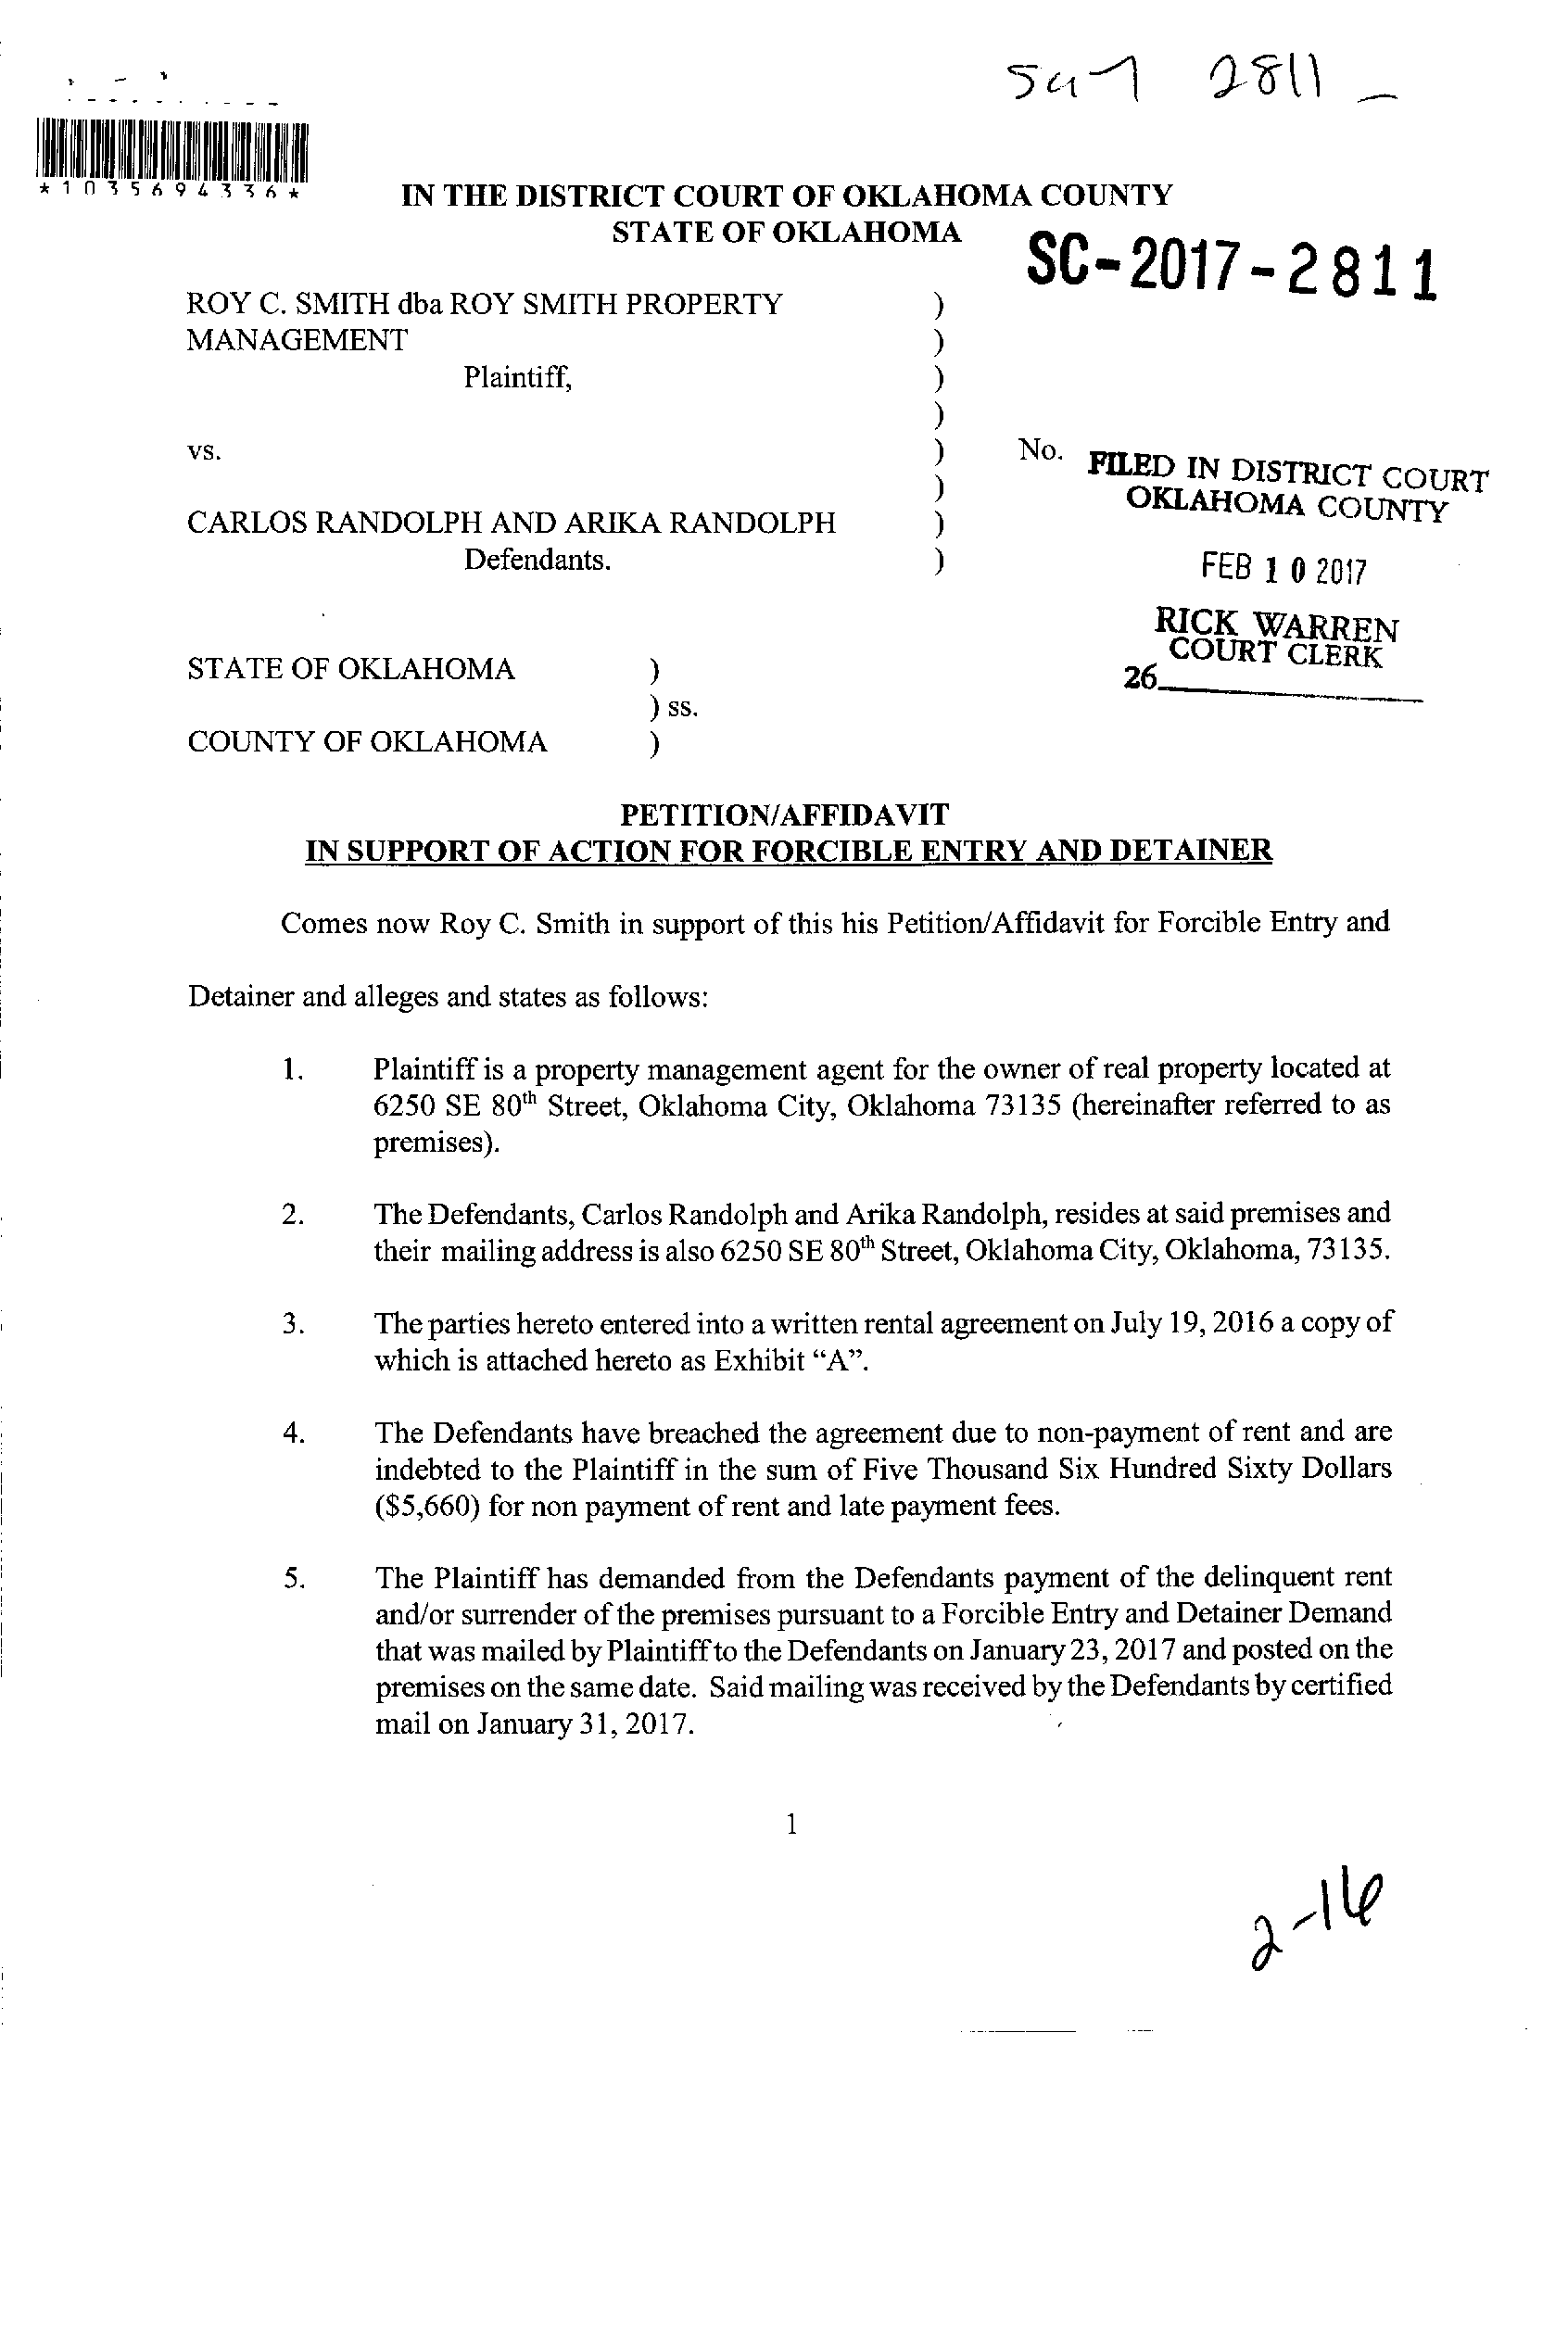 2811
*1035694336*
IN THE DISTRICT COURT OF OKLAHOMA COUNTY
STATE OF OKLAHOMA
SC-2017-2811
ROY C. SMITH dba ROY SMITH PROPERTY )
MANAGEMENT )
Plaintiff, )
)
vs. ) No.
)
FILED IN DISTRICT COURT
OKLAHOMA COUNTY
CARLOS RANDOLPH AND ARIKA RANDOLPH )
Defendants. )
FEB 10 2017
RICK WARREN
COURT CLERK
26
STATE OF OKLAHOMA )
) ss.
COUNTY OF OKLAHOMA )
PETITION/AFFIDAVIT
IN SUPPORT OF ACTION FOR FORCIBLE ENTRY AND DETAINER
Comes now Roy C. Smith in support of this his Petition/Affidavit for Forcible Entry and
Detainer and alleges and states as follows:
1. Plaintiff is a property management agent for the owner of real property located at
6250 SE 80th Street, Oklahoma City, Oklahoma 73135 (hereinafter referred to as
premises).
2. The Defendants, Carlos Randolph and Arika Randolph, resides at said premises and
their mailing address is also 6250 SE 80th Street, Oklahoma City, Oklahoma, 73135.
3. The parties hereto entered into a written rental agreement on July 19, 2016 a copy of
which is attached hereto as Exhibit “A”.
4. The Defendants have breached the agreement due to non-payment of rent and are
indebted to the Plaintiff in the sum of Five Thousand Six Hundred Sixty Dollars
($5,660) for non payment of rent and late payment fees.
5. The Plaintiff has demanded from the Defendants payment of the delinquent rent
and/or surrender of the premises pursuant to a Forcible Entry and Detainer Demand
that was mailed by Plaintiff to the Defendants on January 23, 2017 and posted on the
premises on the same date. Said mailing was received by the Defendants by certified
mail on January 31, 2017.
1
2-16